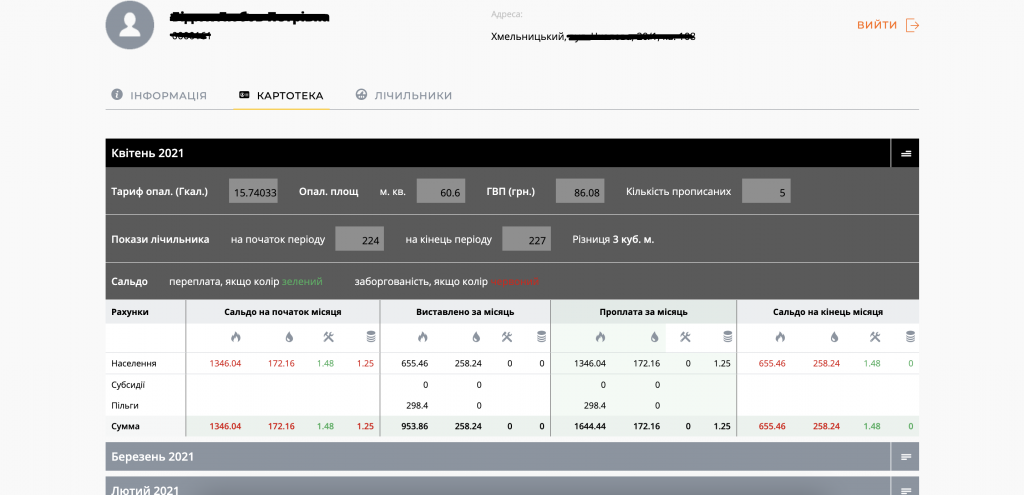 Адреса:
Хмельницький,
ВИЙТИ
ІНФОРМАЦІЯ КАРТОТЕКА ЛІЧИЛЬНИКИ
Квітень 2021
Тариф опал. (Гкал.) 15.74033 Опал. площ м. кв. 60.6 ГВП (грн.) 86.08 Кількість прописаних 5
Покази лічильника на початок періоду 224 на кінець періоду 227 Різниця 3 куб. м.
Сальдо переплата, якщо колір зелений заборгованість, якщо колір червоний
Рахунки Сальдо на початок місяця Виставлено за місяць Проплата за місяць Сальдо на кінець місяця
Населення 1346.04 172.16 1.48 1.25 655.46 258.24 0 0 1346.04 172.16 0 1.25 655.46 258.24 1.48 0
Субсидії 0 0 0 0
Пільги 298.4 0 298.4 0
Сумма 1346.04 172.16 1.48 1.25 953.86 258.24 0 0 1644.44 172.16 0 1.25 655.46 258.24 1.48 0
Березень 2021
Лютий 2021